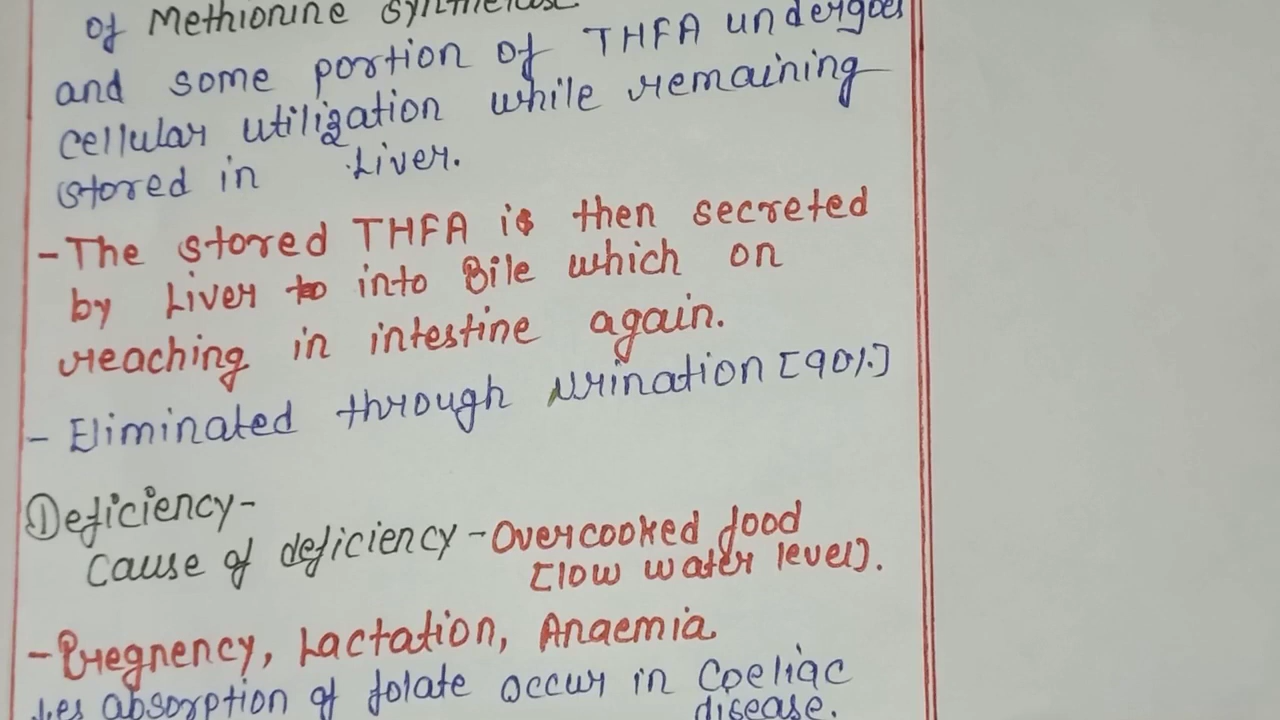 of Methionine synthetase
and some portion of THFA undergoes
cellular utilization while remaining
stored in Liver.
- The stored THFA is then secreted
by Liver to into Bile which on
reaching in intestine again.
- Eliminated through Urination [90%]
Deficiency -
Cause of deficiency - Overcooked food
[low water level].
- Pregnency, Lactation, Anaemia
absorption of folate occur in Coeliac
disease.